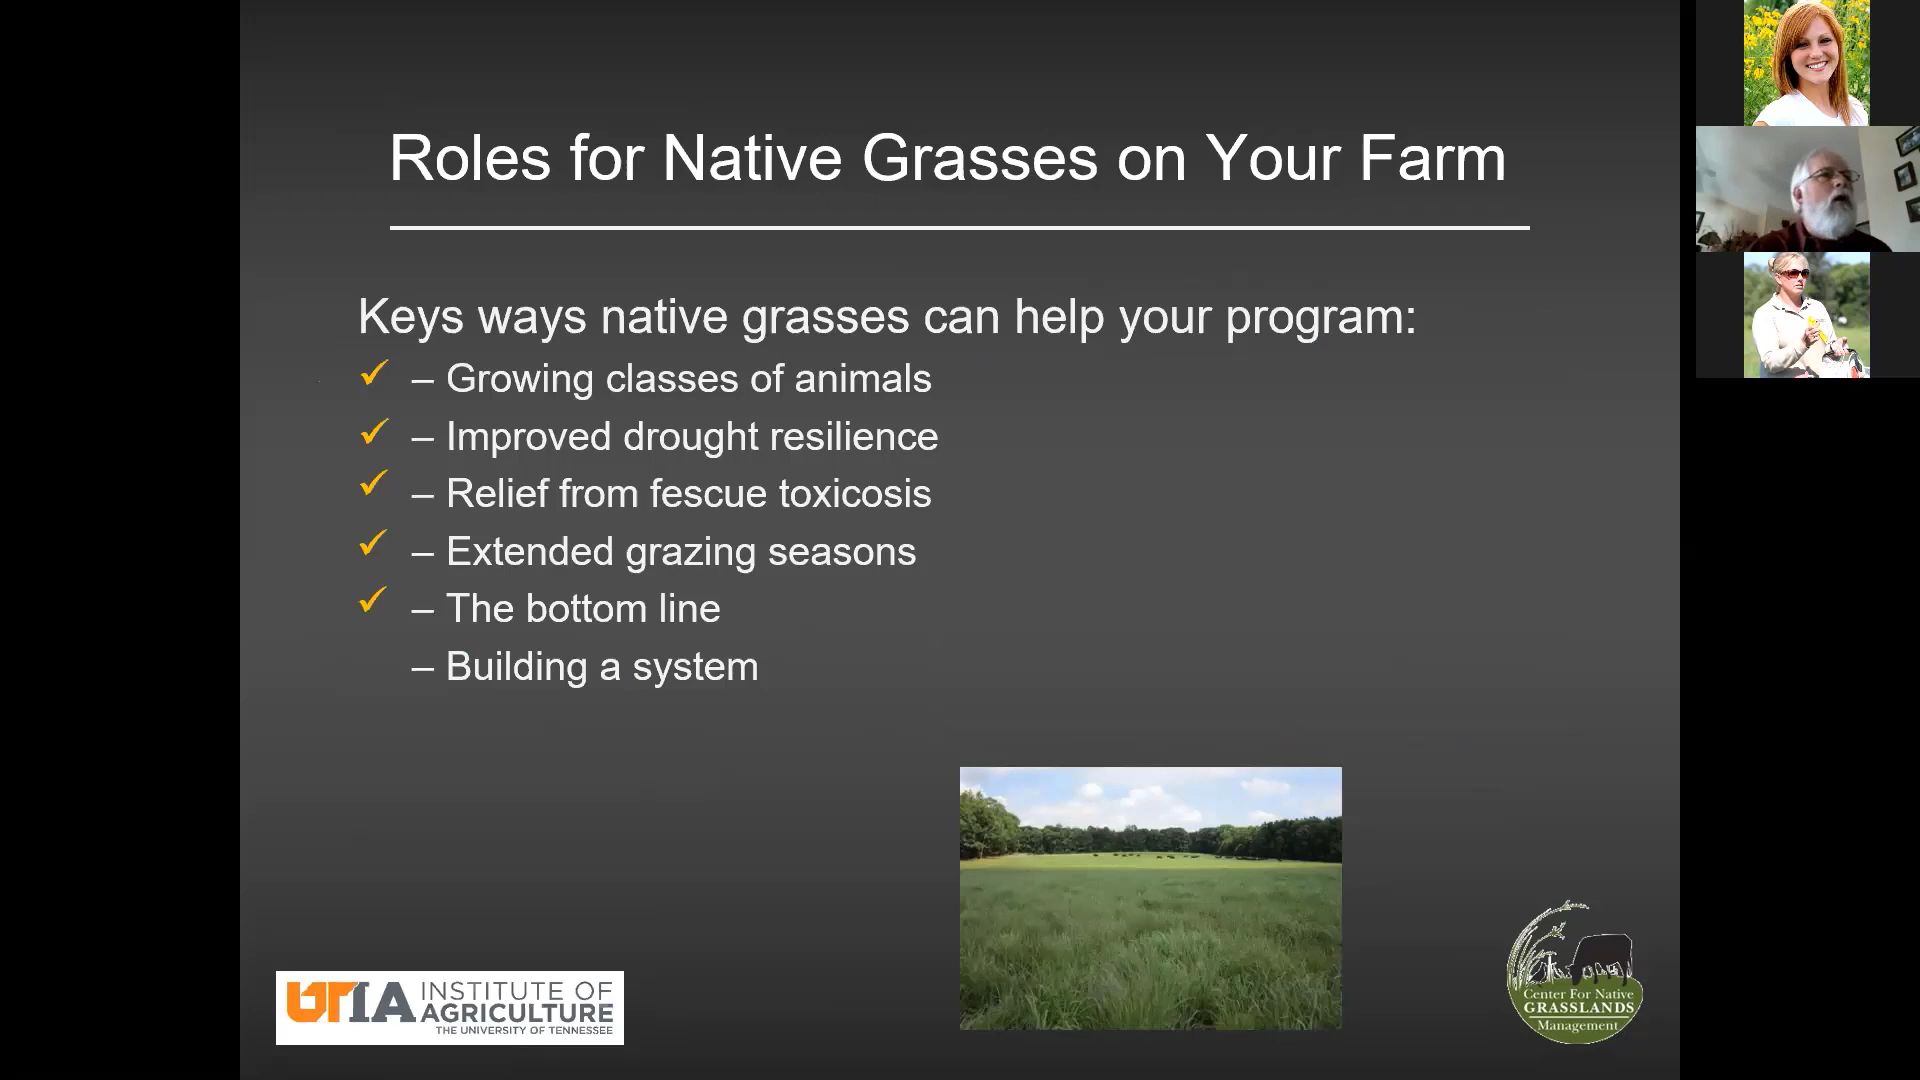 Roles for Native Grasses on Your Farm
Keys ways native grasses can help your program:
– Growing classes of animals
– Improved drought resilience
– Relief from fescue toxicosis
– Extended grazing seasons
– The bottom line
– Building a system
UTIA INSTITUTE OF
AGRICULTURE
THE UNIVERSITY OF TENNESSEE
Center For Native
GRASSLANDS
Management